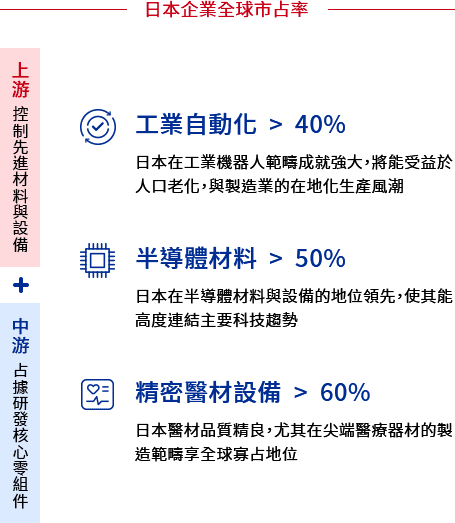 日本企業全球市占率
上游 控制先進材料與設備
+
中游 占據研發核心零組件
工業自動化 > 40%
日本在工業機器人範疇成就強大，將能受益於
人口老化，與製造業的在地化生產風潮
半導體材料 > 50%
日本在半導體材料與設備的地位領先，使其能
高度連結主要科技趨勢
精密醫材設備 > 60%
日本醫材品質精良，尤其在尖端醫療器材的製
造範疇享全球寡占地位